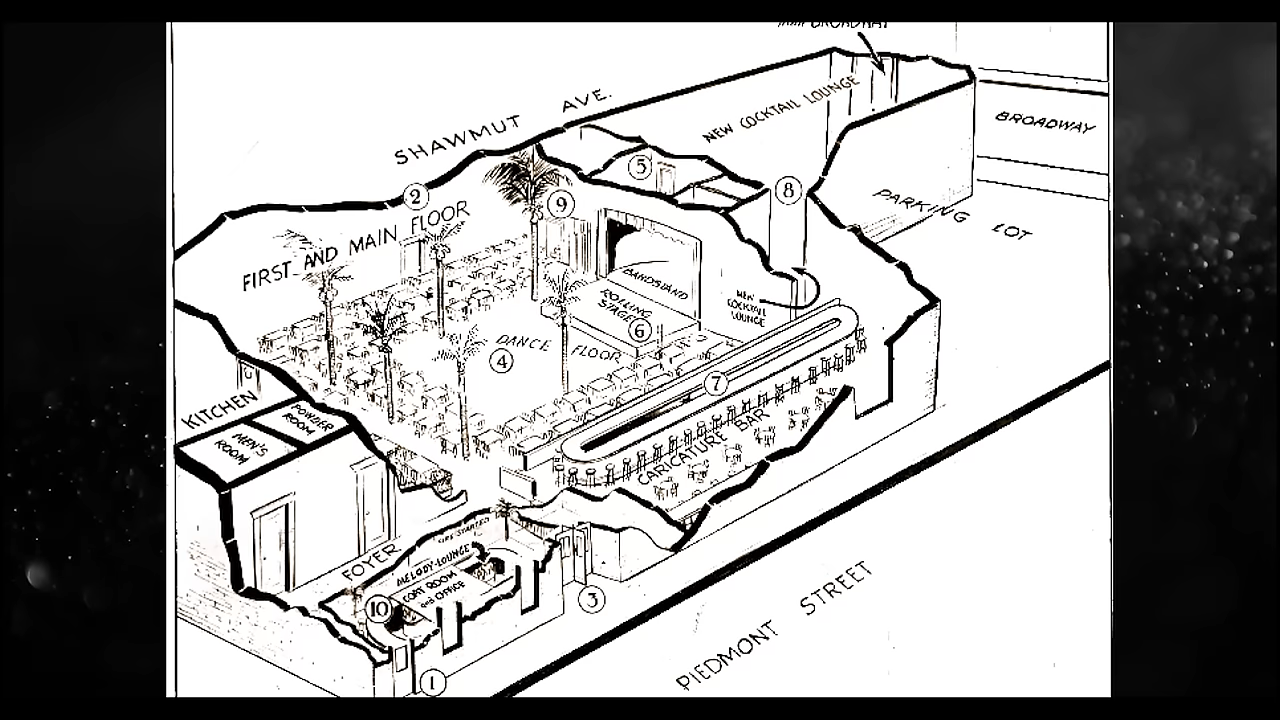 BROADWAY
SHAWMUT AVE.
NEW COCKTAIL LOUNGE
BROADWAY
5
2
8
9
PARKING LOT
FIRST AND MAIN FLOOR
BANDSTAND
ROLLING
STAGE
NEW
COCKTAIL
LOUNGE
6
DANCE FLOOR
4
7
KITCHEN
POWDER
ROOM
MEN'S
ROOM
CARICATURE BAR
FIRE STARTED
FOYER
MELODY LOUNGE
COAT ROOM
AND OFFICE
10
3
PIEDMONT STREET
1